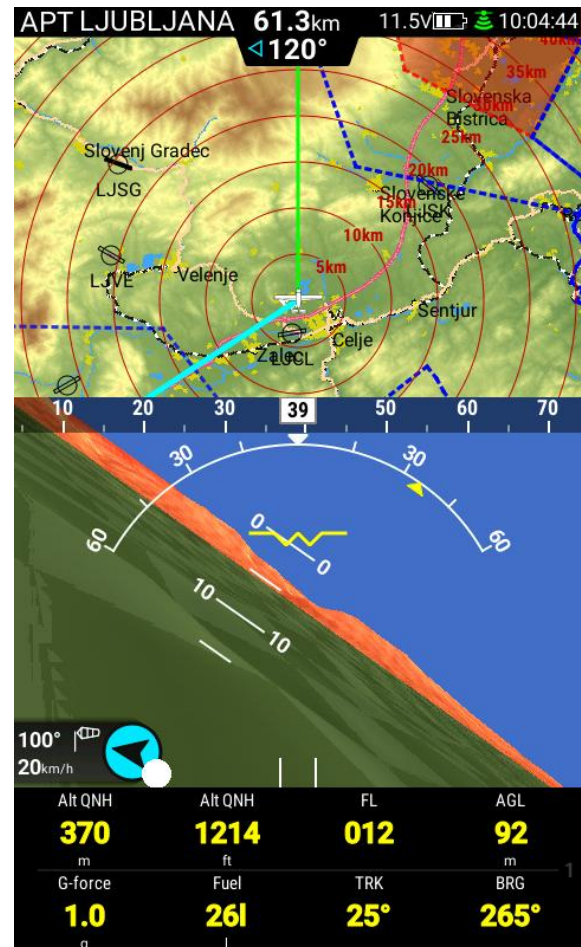 APT LJUBLJANA 61.3km 11.5V 10:04:44
120°
40km
35km
Slovenska
30km
Bistrica
25km
Slovenj Gradec
20km
LJSG
Slovenske
15km
LJSK
Konjice
10km
LJVE
Velenje
5km
Šentjur
Celje
Žalec
LJCL
10 20 30 39 50 60 70
30 30
60 60
0 0
10 10
100°
20km/h
Alt QNH Alt QNH FL AGL
370 1214 012 92
m ft m
1
G-force Fuel TRK BRG
1.0 26l 25° 265°
g l